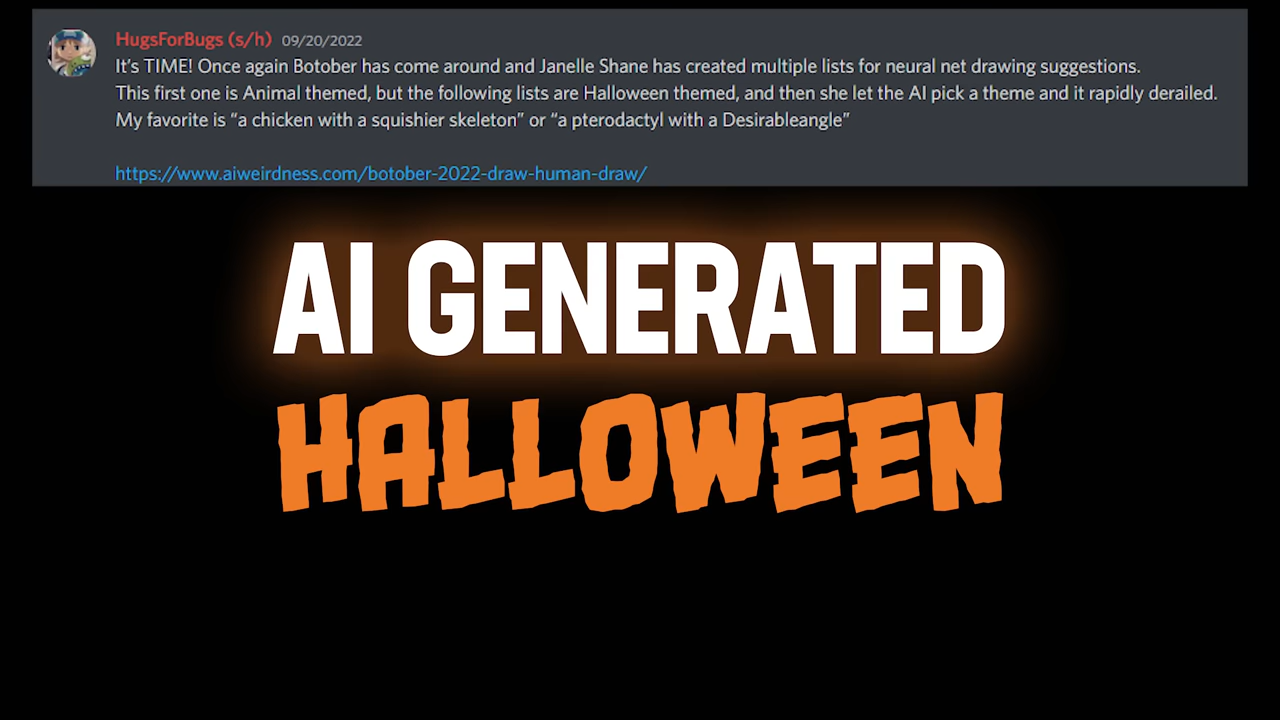 HugsForBugs (s/h) 09/20/2022
It's TIME! Once again Botober has come around and Janelle Shane has created multiple lists for neural net drawing suggestions.
This first one is Animal themed, but the following lists are Halloween themed, and then she let the AI pick a theme and it rapidly derailed.
My favorite is “a chicken with a squishier skeleton” or “a pterodactyl with a Desirableangle”
https://www.aiweirdness.com/botober-2022-draw-human-draw/
AI GENERATED
HALLOWEEN